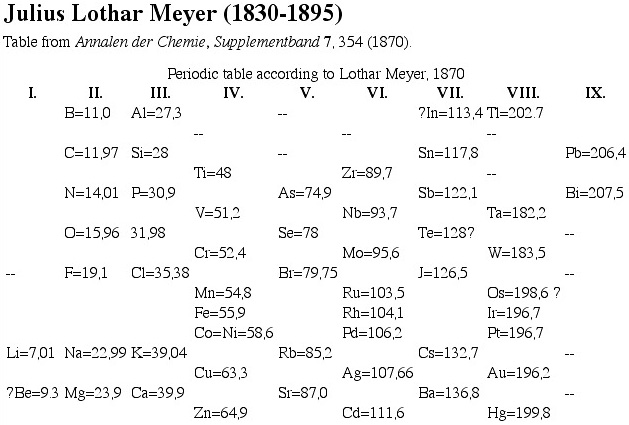 Julius Lothar Meyer (1830-1895)
Table from Annalen der Chemie, Supplementband 7, 354 (1870).
Periodic table according to Lothar Meyer, 1870
I. II. III. IV. V. VI. VII. VIII. IX.
B=11,0 Al=27,3 -- ?In=113,4 Tl=202.7
-- -- --
C=11,97 Si=28 -- Sn=117,8 Pb=206,4
Ti=48 Zr=89,7 --
N=14,01 P=30,9 As=74,9 Sb=122,1 Bi=207,5
V=51,2 Nb=93,7 Ta=182,2
O=15,96 31,98 Se=78 Te=128? --
Cr=52,4 Mo=95,6 W=183,5
-- F=19,1 Cl=35,38 Br=79,75 J=126,5 --
Mn=54,8 Ru=103,5 Os=198,6 ?
Fe=55,9 Rh=104,1 Ir=196,7
Co=Ni=58,6 Pd=106,2 Pt=196,7
Li=7,01 Na=22,99 K=39,04 Rb=85,2 Cs=132,7 --
Cu=63,3 Ag=107,66 Au=196,2
?Be=9.3 Mg=23,9 Ca=39,9 Sr=87,0 Ba=136,8 --
Zn=64,9 Cd=111,6 Hg=199,8